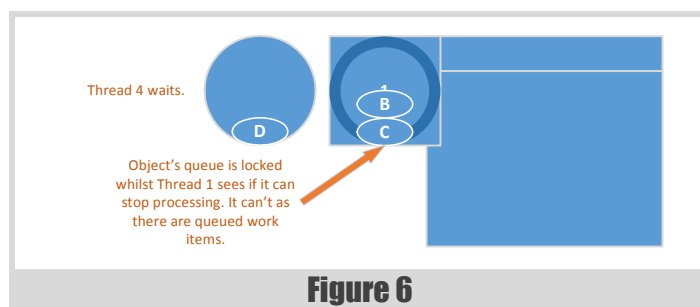 Thread 4 waits.
1
B
D
C
Object's queue is locked
whilst Thread 1 sees if it can
stop processing. It can't as
there are queued work
items.
Figure 6